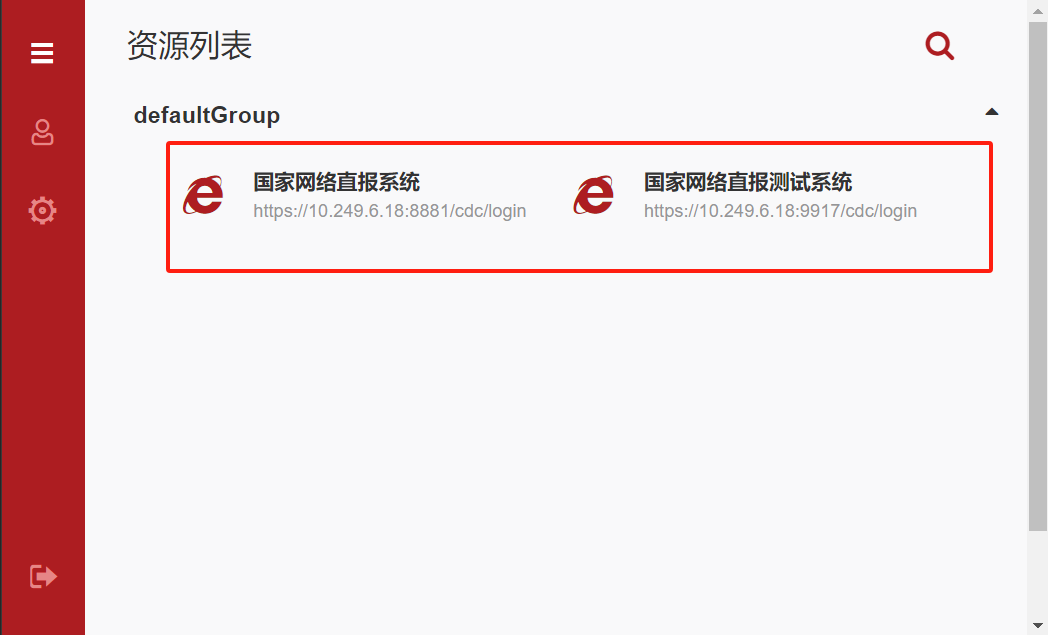 资源列表
defaultGroup
国家网络直报系统
https://10.249.6.18:8881/cdc/login
国家网络直报测试系统
https://10.249.6.18:9917/cdc/login